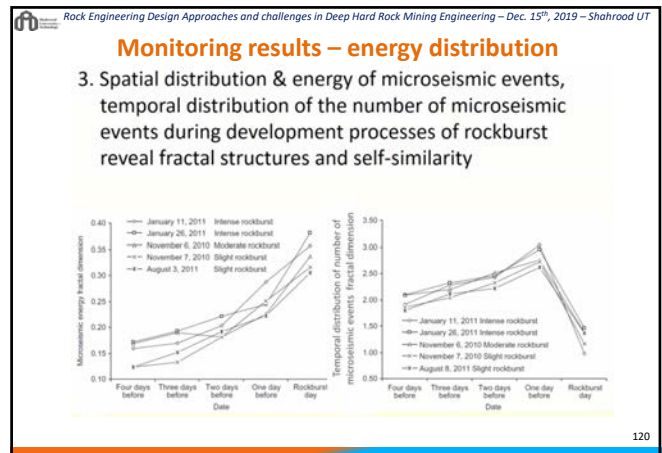 Rock Engineering Design Approaches and challenges in Deep Hard Rock Mining Engineering – Dec. 15th, 2019 – Shahrood UT
Monitoring results – energy distribution
3. Spatial distribution & energy of microseismic events,
temporal distribution of the number of microseismic
events during development processes of rockburst
reveal fractal structures and self-similarity
Microseismic energy fractal dimension
0.40
0.35
0.30
0.25
0.20
0.15
0.10
January 11, 2011 Intense rockburst
January 26, 2011 Intense rockburst
November 6, 2010 Moderate rockburst
November 7, 2010 Slight rockburst
August 3, 2011 Slight rockburst
Four days before
Three days before
Two days before
One day before
Rockburst day
Date
Temporal distribution of number of
microseismic events fractal dimension
3.50
3.00
2.50
2.00
1.50
1.00
0.50
January 11, 2011 Intense rockburst
January 26, 2011 Intense rockburst
November 6, 2010 Moderate rockburst
November 7, 2010 Slight rockburst
August 8, 2011 Slight rockburst
Four days before
Three days before
Two days before
One day before
Rockburst day
Date
120